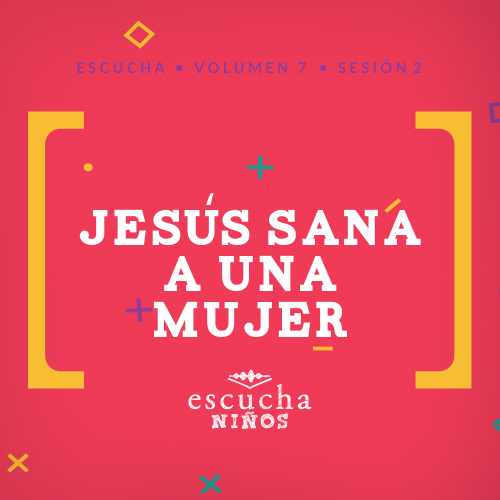 ESCUCHA • VOLUMEN 7 • SESIÓN 2
JESÚS SANA
A UNA
MUJER
escucha
NIÑOS